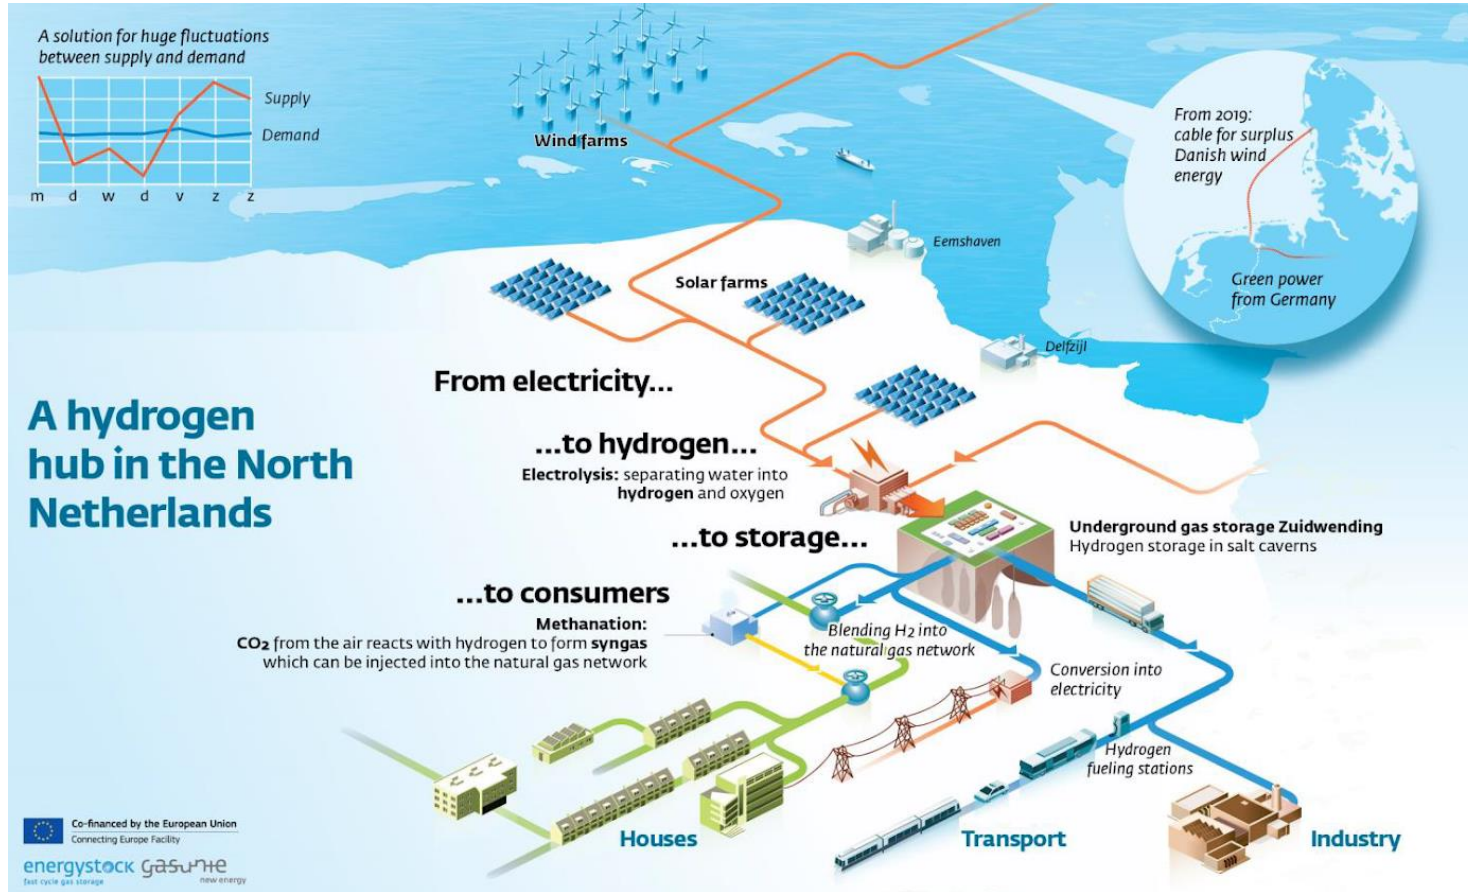 A solution for huge fluctuations
between supply and demand
Supply
Demand
m d w d v z z
Wind farms
From 2019:
cable for surplus
Danish wind
energy
Green power
from Germany
Eemshaven
Solar farms
Delfzijl
A hydrogen
hub in the North
Netherlands
From electricity...
...to hydrogen...
Electrolysis: separating water into
hydrogen and oxygen
...to storage...
Underground gas storage Zuidwending
Hydrogen storage in salt caverns
...to consumers
Methanation:
CO2 from the air reacts with hydrogen to form syngas
which can be injected into the natural gas network
Blending H2 into
the natural gas network
Conversion into
electricity
Hydrogen
fueling stations
Houses
Transport
Industry
Co-financed by the European Union
Connecting Europe Facility
energystock
fast cycle gas storage
gasunie
new energy